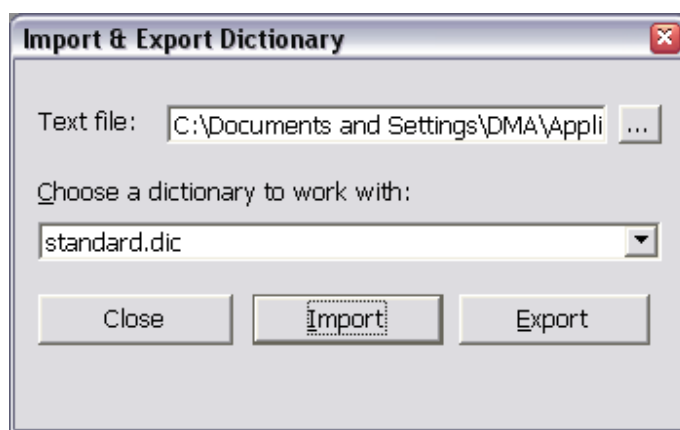 Import & Export Dictionary
Text file: C:\Documents and Settings\DMA\Appli ...
Choose a dictionary to work with:
standard.dic
Close Import Export